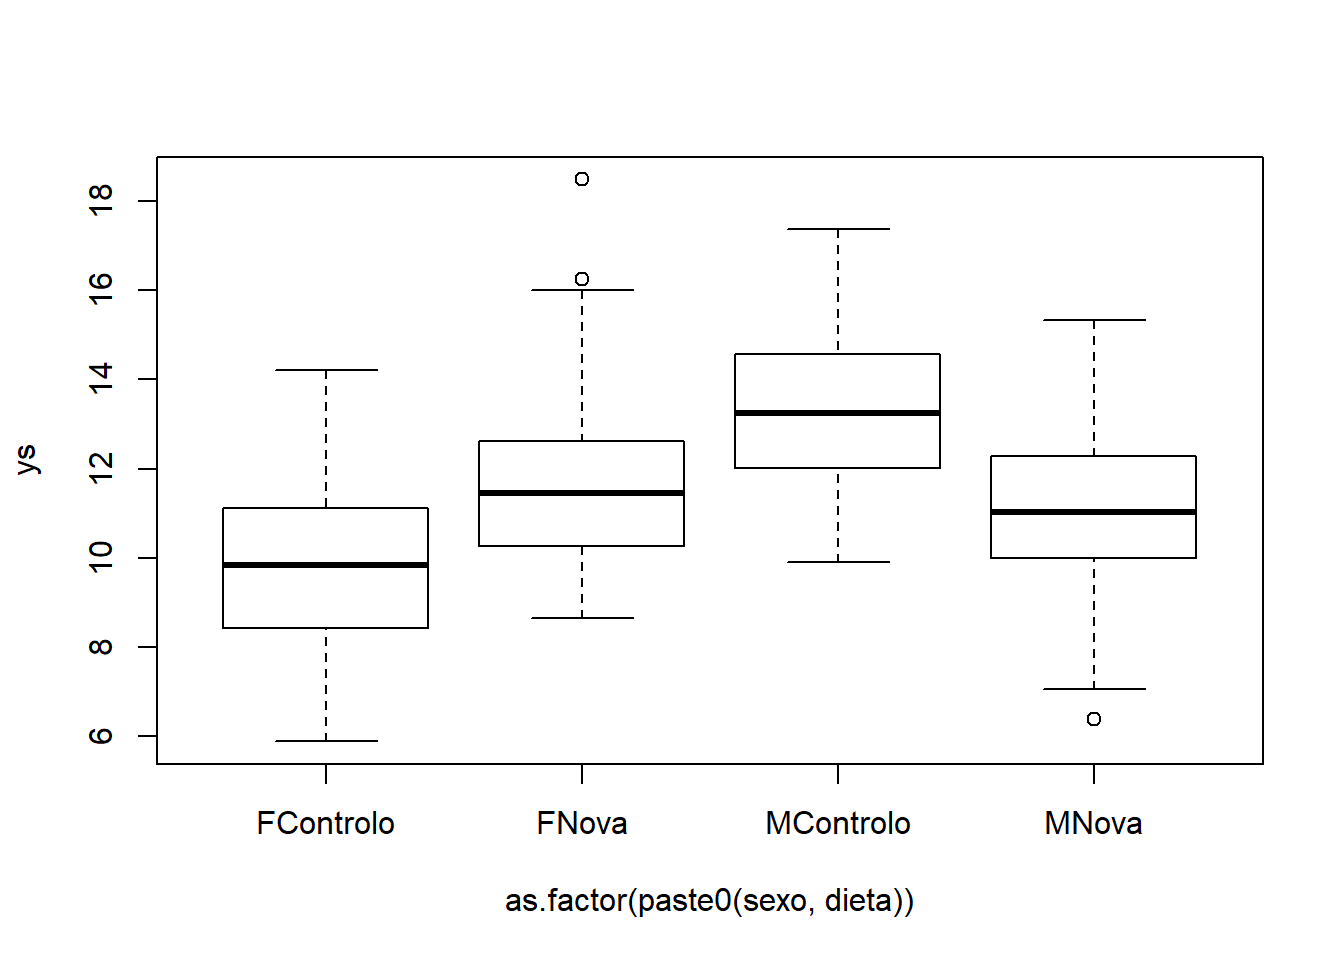 18
16
14
12
10
8
6
ys
FControlo FNova MControlo MNova
as.factor(paste0(sexo, dieta))